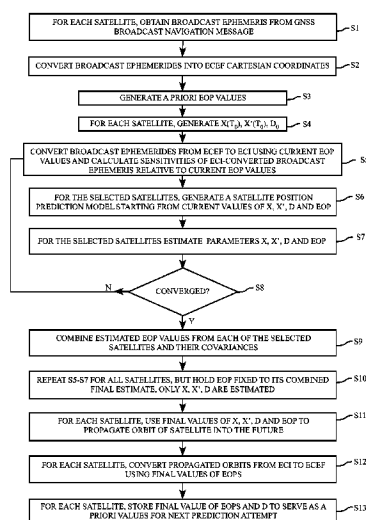 FOR EACH SATELLITE, OBTAIN BROADCAST EPHEMERIS FROM GNSS
BROADCAST NAVIGATION MESSAGE
S1
CONVERT BROADCAST EPHEMERIDES INTO ECEF CARTESIAN COORDINATES
S2
GENERATE A PRIORI EOP VALUES
S3
FOR EACH SATELLITE, GENERATE X(T0), X'(T0), D0
S4
CONVERT BROADCAST EPHEMERIDES FROM ECEF TO ECI USING CURRENT EOP
VALUES AND CALCULATE SENSITIVITIES OF ECI-CONVERTED BROADCAST
EPHEMERIS RELATIVE TO CURRENT EOP VALUES
S5
FOR THE SELECTED SATELLITES, GENERATE A SATELLITE POSITION
PREDICTION MODEL STARTING FROM CURRENT VALUES OF X, X', D AND EOP
S6
FOR THE SELECTED SATELLITES ESTIMATE PARAMETERS X, X', D AND EOP
S7
N
CONVERGED?
S8
Y
COMBINE ESTIMATED EOP VALUES FROM EACH OF THE SELECTED
SATELLITES AND THEIR COVARIANCES
S9
REPEAT S5-S7 FOR ALL SATELLITES, BUT HOLD EOP FIXED TO ITS COMBINED
FINAL ESTIMATE, ONLY X, X', D ARE ESTIMATED
S10
FOR EACH SATELLITE, USE FINAL VALUES OF X, X', D AND EOP TO
PROPAGATE ORBIT OF SATELLITE INTO THE FUTURE
S11
FOR EACH SATELLITE, CONVERT PROPAGATED ORBITS FROM ECI TO ECEF
USING FINAL VALUES OF EOPS
S12
FOR EACH SATELLITE, STORE FINAL VALUE OF EOPS AND D TO SERVE AS A
PRIORI VALUES FOR NEXT PREDICTION ATTEMPT
S13